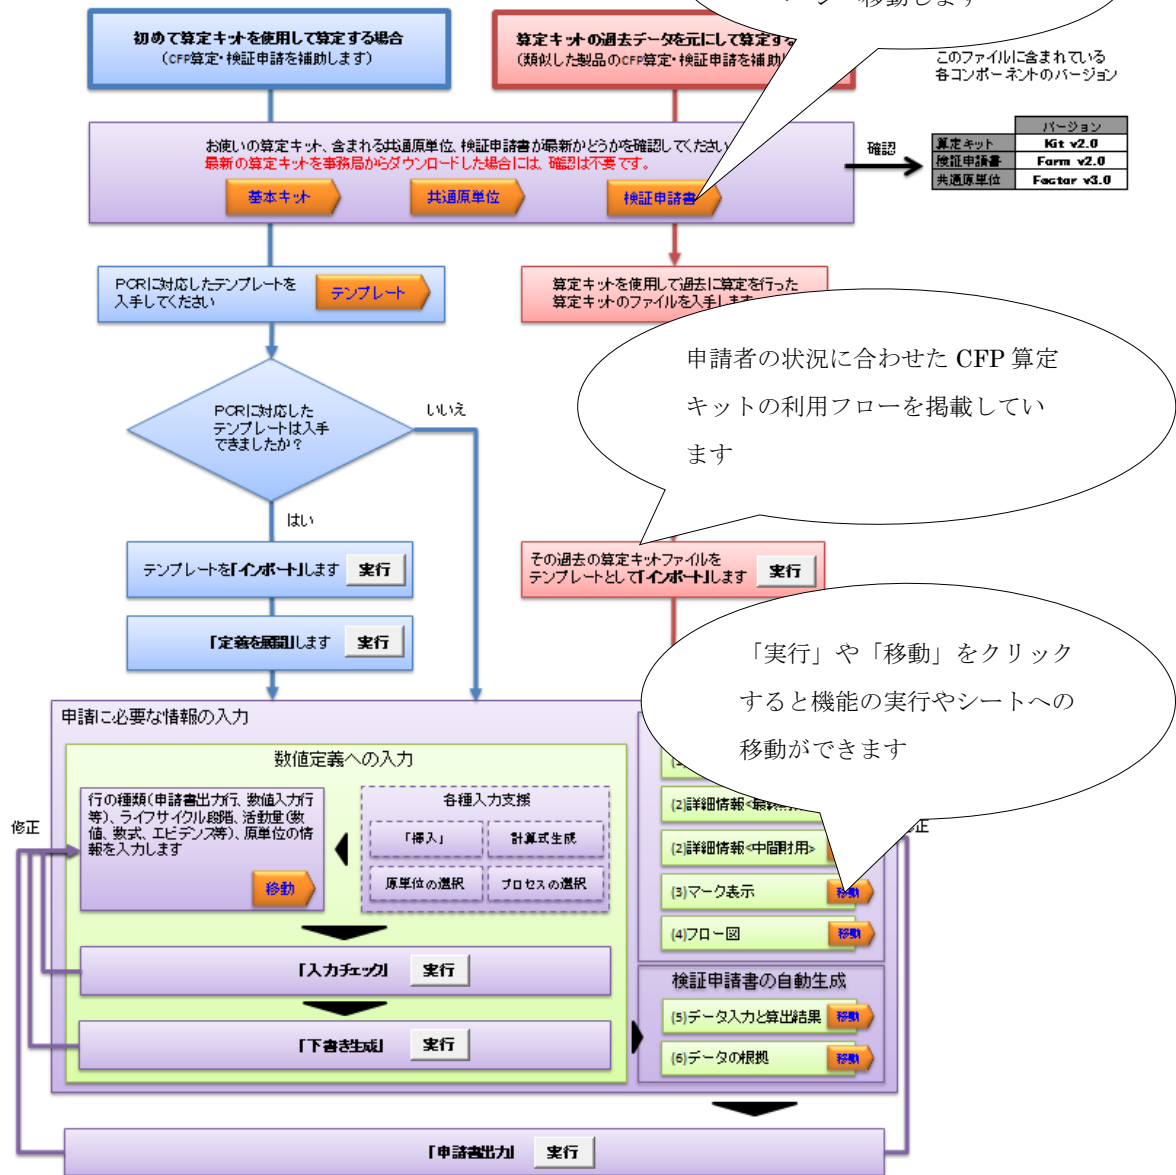 初めて算定キットを使用して算定する場合
(CFP算定・検証申請を補助します)
算定キットの過去データを元にして算定する
(類似した製品のCFP算定・検証申請を補助
移動します
このファイルに含まれている
各コンポーネントのバージョン
お使いの算定キット、含まれる共通原単位、検証申請書が最新かどうかを確認してください
最新の算定キットを事務局からダウンロードした場合には、確認は不要です。
基本キット
共通原単位
検証申請書
確認
バージョン
算定キット Kit v2.0
検証申請書 Form v2.0
共通原単位 Factor v3.0
PCRに対応したテンプレートを
入手してください
テンプレート
算定キットを使用して過去に算定を行った
算定キットのファイルを入手します
申請者の状況に合わせた CFP 算定
キットの利用フローを掲載してい
ます
PCRに対応した
テンプレートは入手
できましたか?
いいえ
はい
テンプレートを「インポート」します
実行
その過去の算定キットファイルを
テンプレートとして「インポート」します
実行
「定義を展開」します
実行
「実行」や「移動」をクリック
すると機能の実行やシートへの
移動ができます
申請に必要な情報の入力
数値定義への入力
行の種類(申請書出力行、数値入力行
等)、ライフサイクル段階、活動量(数
値、数式、エビデンス等)、原単位の情
報を入力します
移動
各種入力支援
「挿入」
計算式生成
原単位の選択
プロセスの選択
修正
「入力チェック」
実行
「下書き生成」
実行
(2)詳細情報<最終
(2)詳細情報<中間財用>
(3)マーク表示
移動
(4)フロー図
移動
検証申請書の自動生成
(5)データ入力と算出結果
移動
(6)データの根拠
移動
正
「申請書出力」
実行